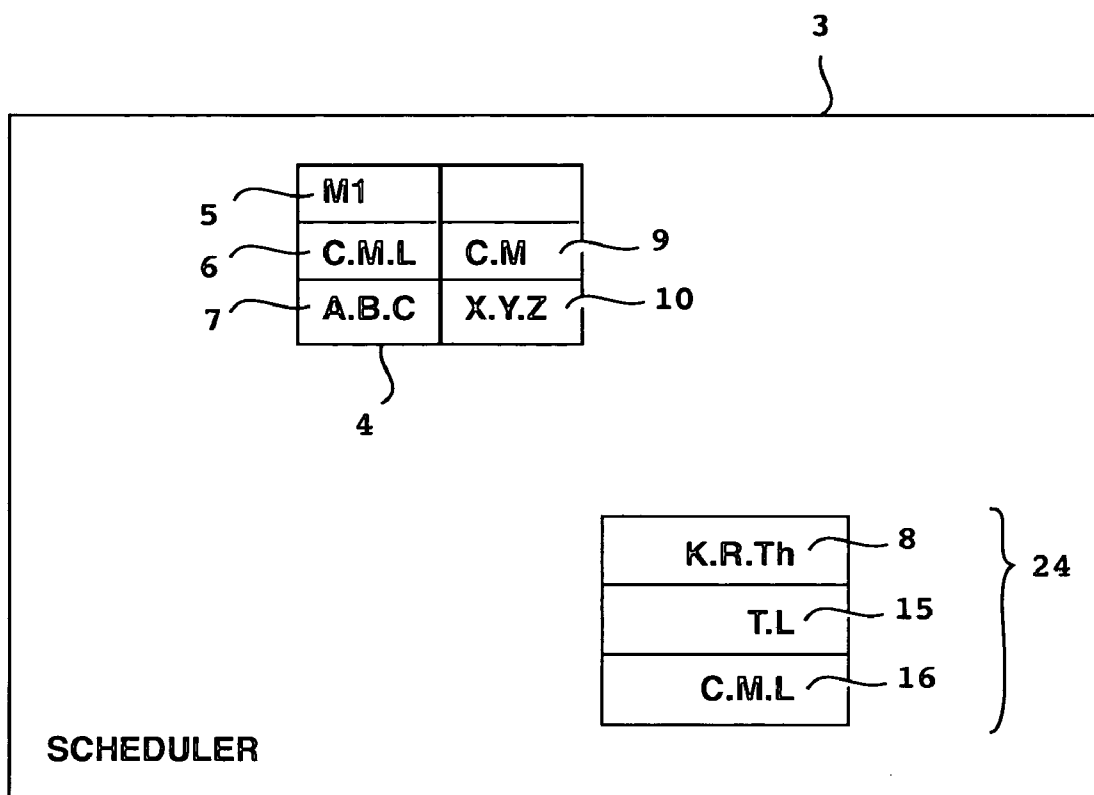 3
5 M1
6 C.M.L C.M 9
7 A.B.C X.Y.Z 10
4
K.R.Th 8
T.L 15
24
C.M.L 16
SCHEDULER